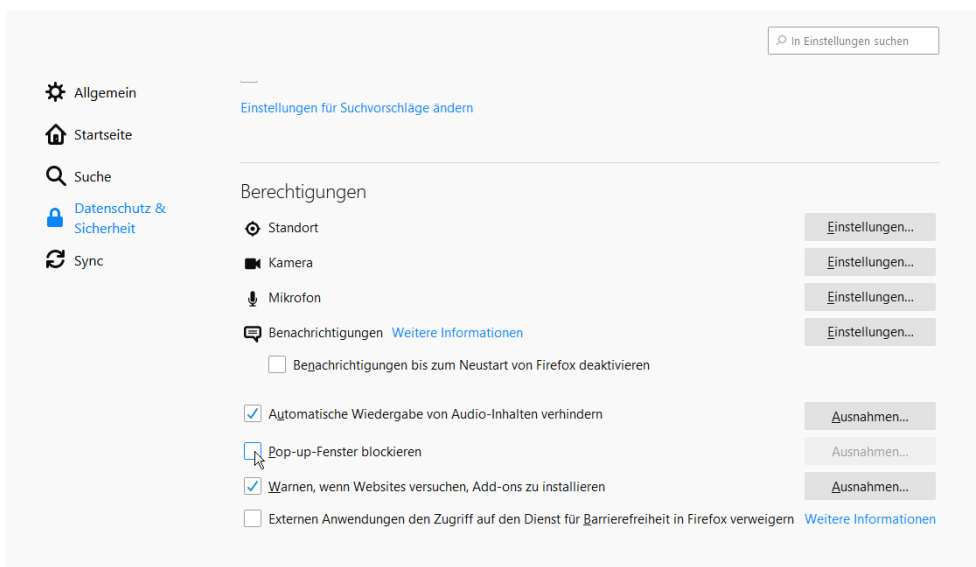 In Einstellungen suchen
Allgemein
Startseite
Suche
Datenschutz &
Sicherheit
Sync
Einstellungen für Suchvorschläge ändern
Berechtigungen
Standort Einstellungen...
Kamera Einstellungen...
Mikrofon Einstellungen...
Benachrichtigungen Weitere Informationen Einstellungen...
Benachrichtigungen bis zum Neustart von Firefox deaktivieren
Automatische Wiedergabe von Audio-Inhalten verhindern Ausnahmen...
Pop-up-Fenster blockieren Ausnahmen...
Warnen, wenn Websites versuchen, Add-ons zu installieren Ausnahmen...
Externen Anwendungen den Zugriff auf den Dienst für Barrierefreiheit in Firefox verweigern Weitere Informationen